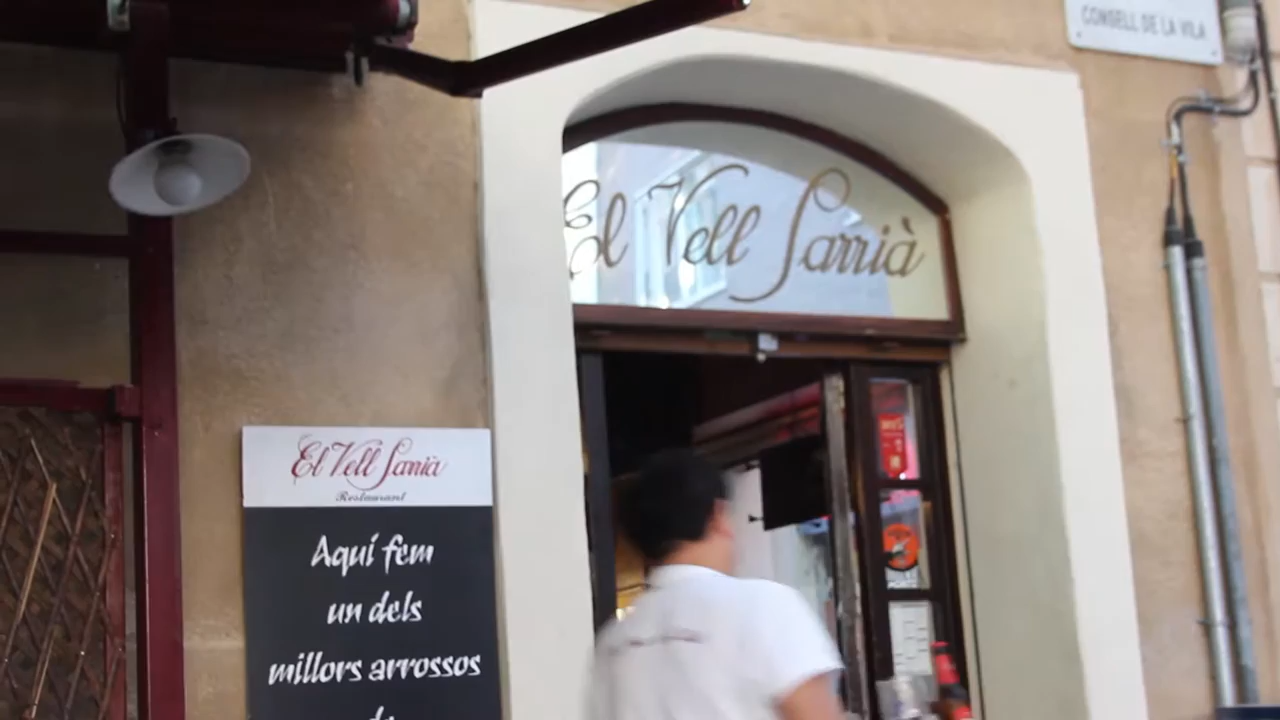 CONSELL DE LA VILA
El Vell Sarrià
El Vell Sarrià
Restaurant
Aquí fem
un dels
millors arrossos